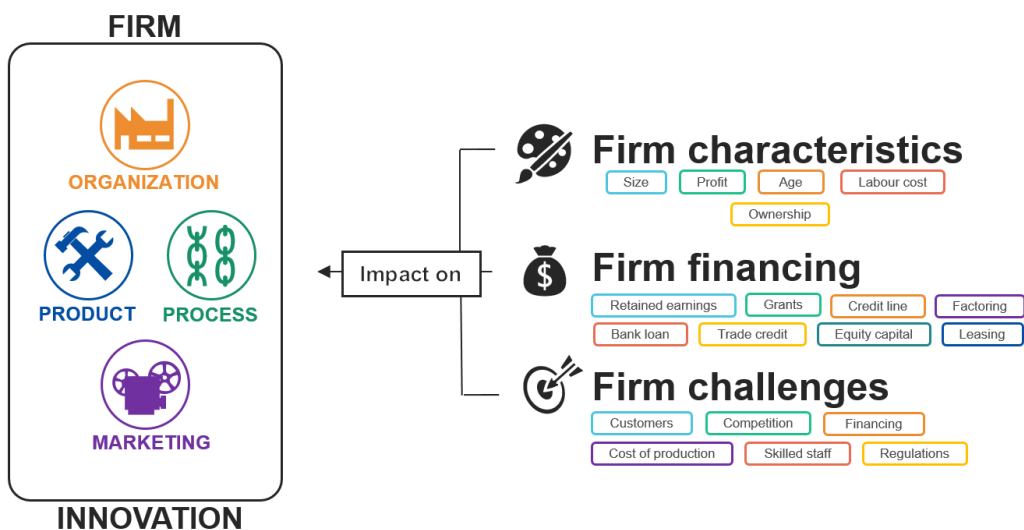 FIRM
ORGANIZATION
PRODUCT
PROCESS
MARKETING
INNOVATION
Impact on
Firm characteristics
Size
Profit
Age
Labour cost
Ownership
$
Firm financing
Retained earnings
Grants
Credit line
Factoring
Bank loan
Trade credit
Equity capital
Leasing
Firm challenges
Customers
Competition
Financing
Cost of production
Skilled staff
Regulations